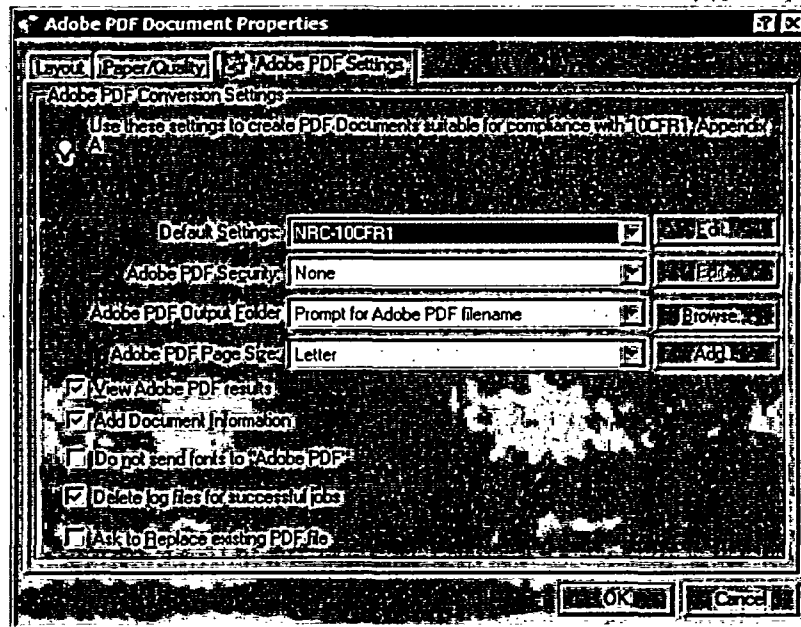 Adobe PDF Document Properties
Layout Paper/Quality Adobe PDF Settings
Adobe PDF Conversion Settings
Use these settings to create PDF Documents suitable for compliance with 10CFR1 Appendix
A
Default Settings: NRC-10CFR1 Edit...
Adobe PDF Security: None Edit...
Adobe PDF Output Folder Prompt for Adobe PDF filename Browse...
Adobe PDF Page Size: Letter Add...
View Adobe PDF results
Add Document Information
Do not send fonts to "Adobe PDF"
Delete log files for successful jobs
Ask to Replace existing PDF file
OK Cancel